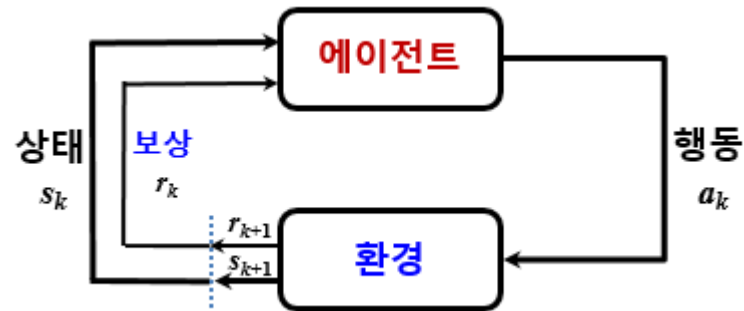 에이전트
상태
s_k
보상
r_k
행동
a_k
r_{k+1}
s_{k+1}
환경